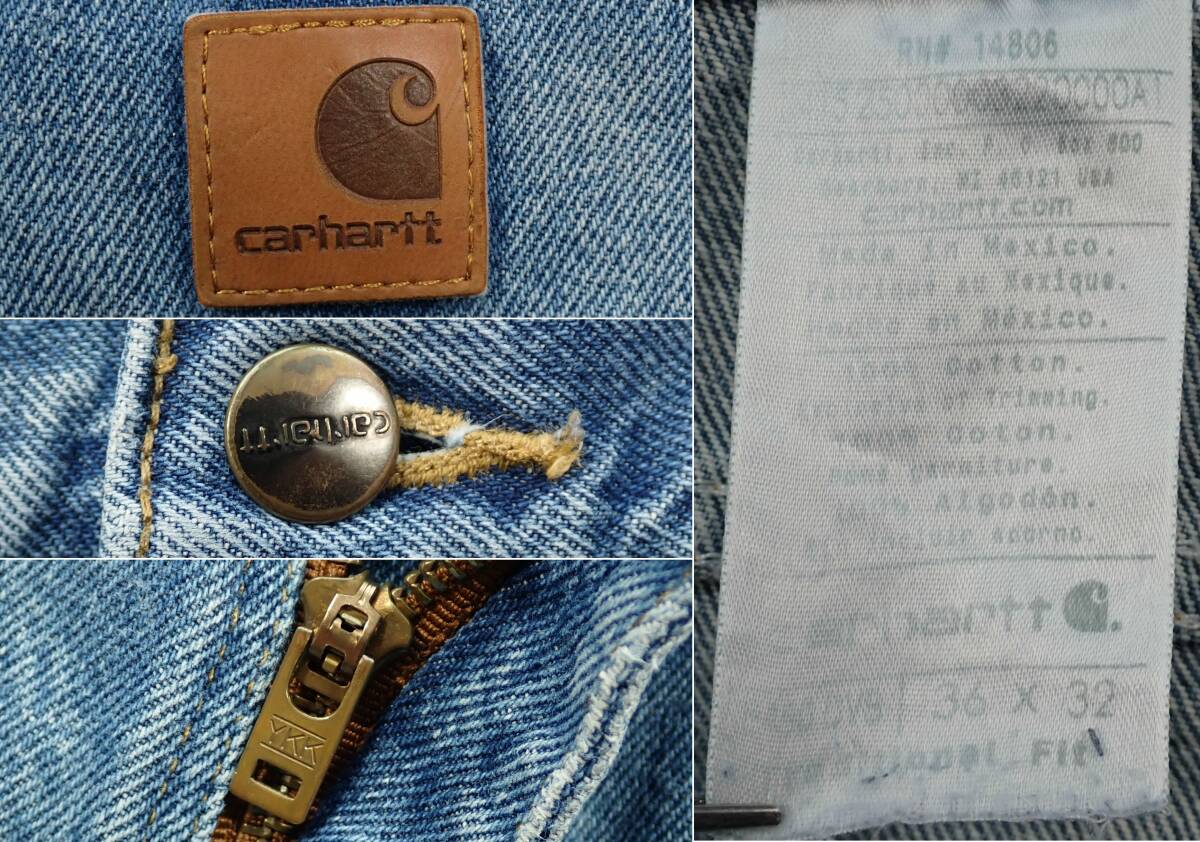 carhartt
carhartt
YKK
RN# 14806
Carhartt Inc. P. O. Box 600
Dearborn, MI 48121 USA
carhartt.com
Made in Mexico.
Fabriqué au Mexique.
Hecho en México.
Cotton.
Trimming.
Coton.
garniture.
Algodón.
adorno.
carhartt
36 X 32
Fit